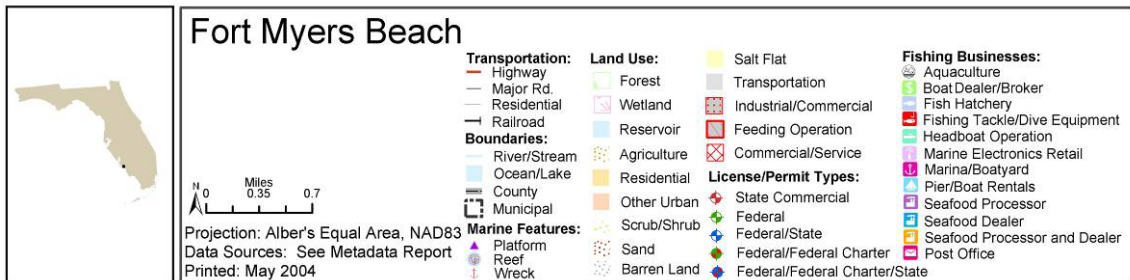 Fort Myers Beach
N
Miles
0 0.35 0.7
Projection: Alber's Equal Area, NAD83
Data Sources: See Metadata Report
Printed: May 2004
Transportation:
Highway
Major Rd.
Residential
Railroad
Boundaries:
River/Stream
Ocean/Lake
County
Municipal
Marine Features:
Platform
Reef
Wreck
Land Use:
Forest
Wetland
Reservoir
Agriculture
Residential
Other Urban
Scrub/Shrub
Sand
Barren Land
Salt Flat
Transportation
Industrial/Commercial
Feeding Operation
Commercial/Service
License/Permit Types:
State Commercial
Federal
Federal/State
Federal/Federal Charter
Federal/Federal Charter/State
Fishing Businesses:
Aquaculture
Boat Dealer/Broker
Fish Hatchery
Fishing Tackle/Dive Equipment
Headboat Operation
Marine Electronics Retail
Marina/Boatyard
Pier/Boat Rentals
Seafood Processor
Seafood Dealer
Seafood Processor and Dealer
Post Office